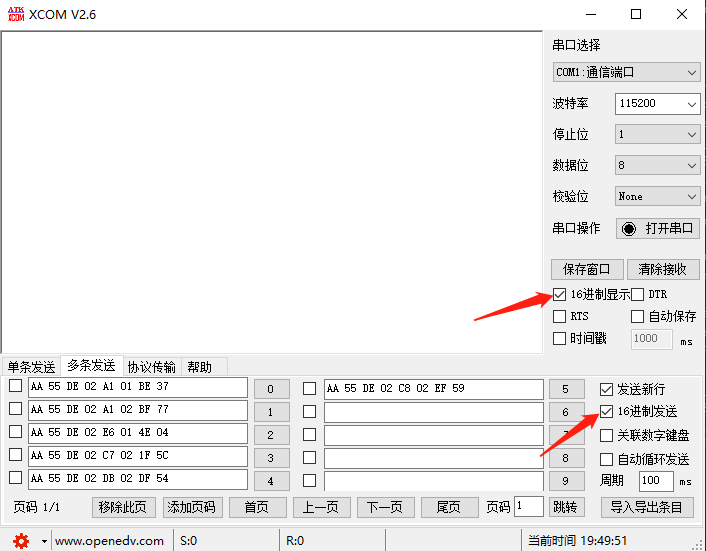 ATK
XCOM XCOM V2.6
串口选择
COM1:通信端口
波特率 115200
停止位 1
数据位 8
校验位 None
串口操作 打开串口
保存窗口 清除接收
16进制显示 DTR
RTS 自动保存
时间戳 1000 ms
单条发送 多条发送 协议传输 帮助
AA 55 DE 02 A1 01 BE 37 0 AA 55 DE 02 C8 02 EF 59 5 发送新行
AA 55 DE 02 A1 02 BF 77 1 6 16进制发送
AA 55 DE 02 E6 01 4E 04 2 7 关联数字键盘
AA 55 DE 02 C7 02 1F 5C 3 8 自动循环发送
AA 55 DE 02 DB 02 DF 54 4 9 周期 100 ms
页码 1/1 移除此页 添加页码 首页 上一页 下一页 尾页 页码 1 跳转 导入导出条目
www.openedv.com S:0 R:0 当前时间 19:49:51